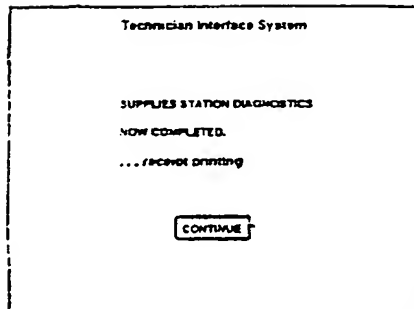 Technician Interface System
SUPPLIES STATION DIAGNOSTICS
NOW COMPLETED.
...receipt printing
CONTINUE